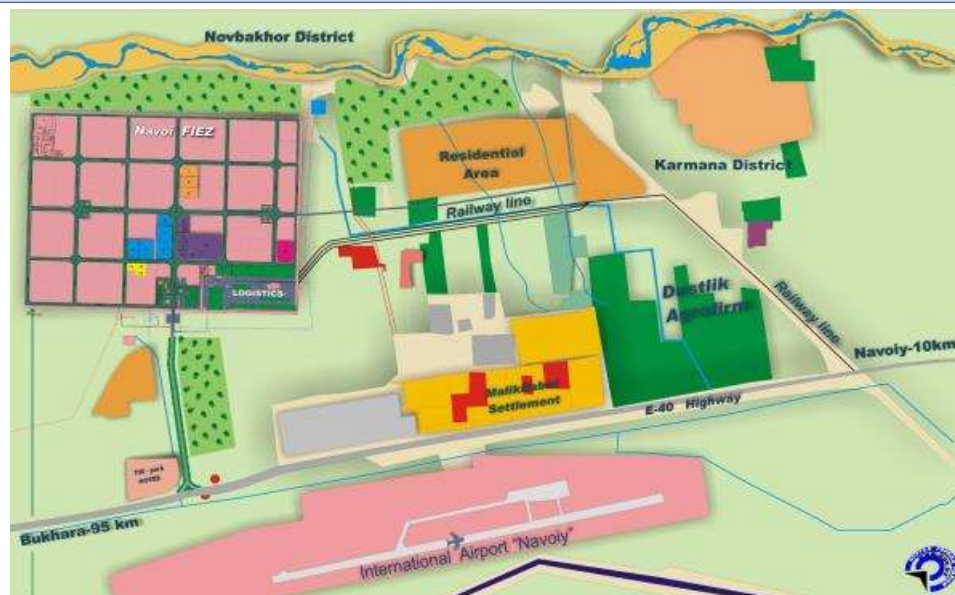 Novbakhor District
Navoi FIEZ
Residential
Area
Karmana District
Railway line
LOGISTICS
Dustlik
Agrofirm
Railway line
Navoiy-10km
Settlement
E-40 Highway
Bukhara-95 km
International Airport "Navoiy"